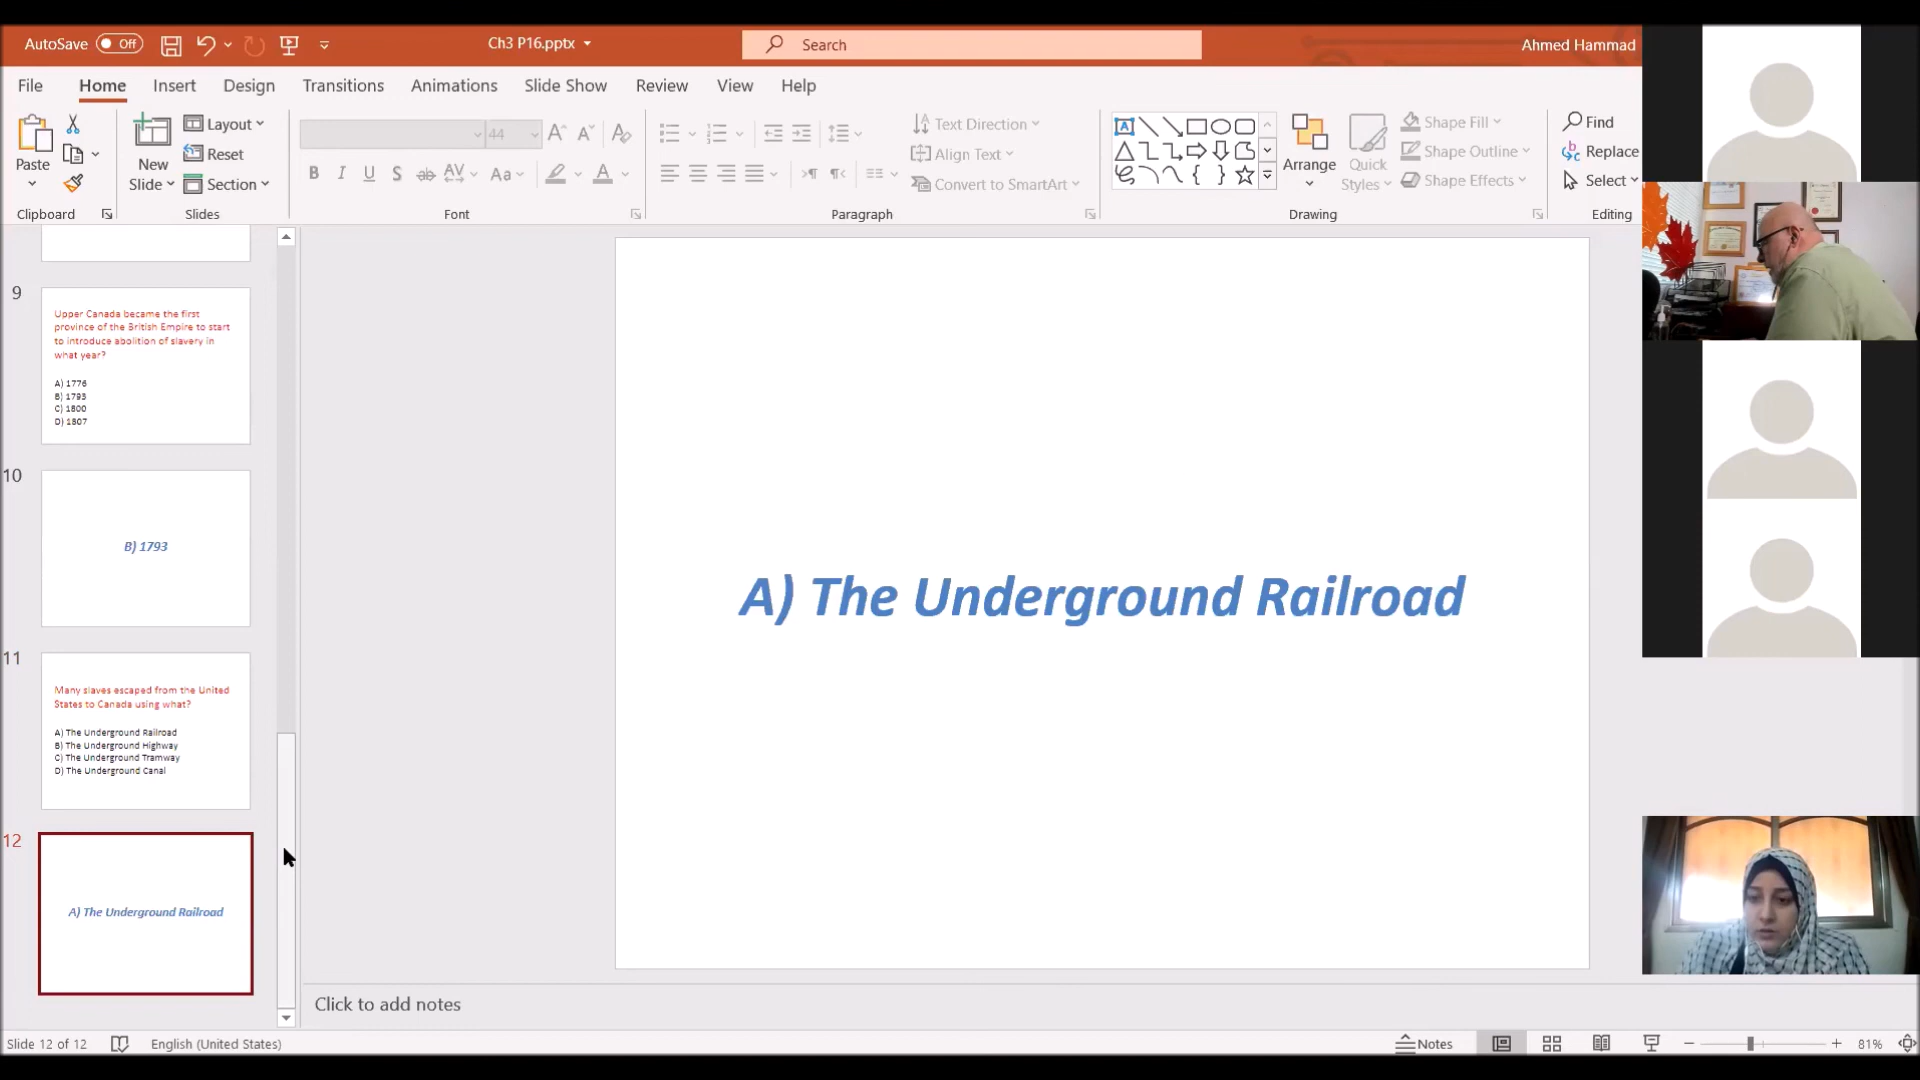 AutoSave Off Ch3 P16.pptx Search Ahmed Hammad
File Home Insert Design Transitions Animations Slide Show Review View Help
Paste
New
Slide
Layout
Reset
Section
44
B I U S ab AV Aa A
Text Direction
Align Text
Convert to SmartArt
Arrange
Quick
Styles
Shape Fill
Shape Outline
Shape Effects
Find
Replace
Select
Clipboard Slides Font Paragraph Drawing Editing
9
Upper Canada became the first
province of the British Empire to start
to introduce abolition of slavery in
what year?
A) 1776
B) 1793
C) 1800
D) 1807
10
B) 1793
11
Many slaves escaped from the United
States to Canada using what?
A) The Underground Railroad
B) The Underground Highway
C) The Underground Tramway
D) The Underground Canal
12
A) The Underground Railroad
A) The Underground Railroad
Click to add notes
Slide 12 of 12 English (United States) Notes 81%